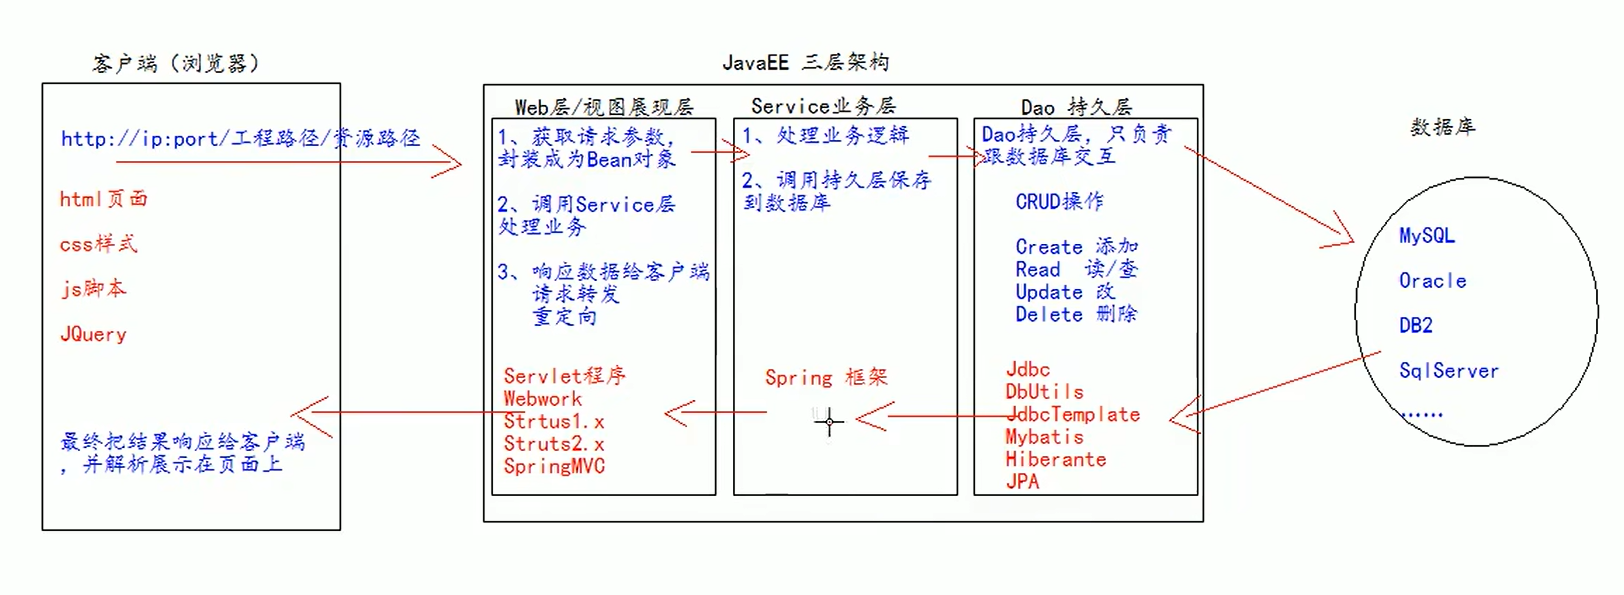 客户端（浏览器）
http://ip:port/工程路径/资源路径
html页面
css样式
js脚本
JQuery
最终把结果响应给客户端
，并解析展示在页面上
JavaEE 三层架构
Web层/视图展现层
1、获取请求参数，
封装成为Bean对象
2、调用Service层
处理业务
3、响应数据给客户端
请求转发
重定向
Servlet程序
Webwork
Strtus1.x
Struts2.x
SpringMVC
Service业务层
1、处理业务逻辑
2、调用持久层保存
到数据库
Spring 框架
Dao 持久层
Dao持久层，只负责
跟数据库交互
CRUD操作
Create 添加
Read 读/查
Update 改
Delete 删除
Jdbc
DbUtils
JdbcTemplate
Mybatis
Hiberante
JPA
数据库
MySQL
Oracle
DB2
SqlServer
......